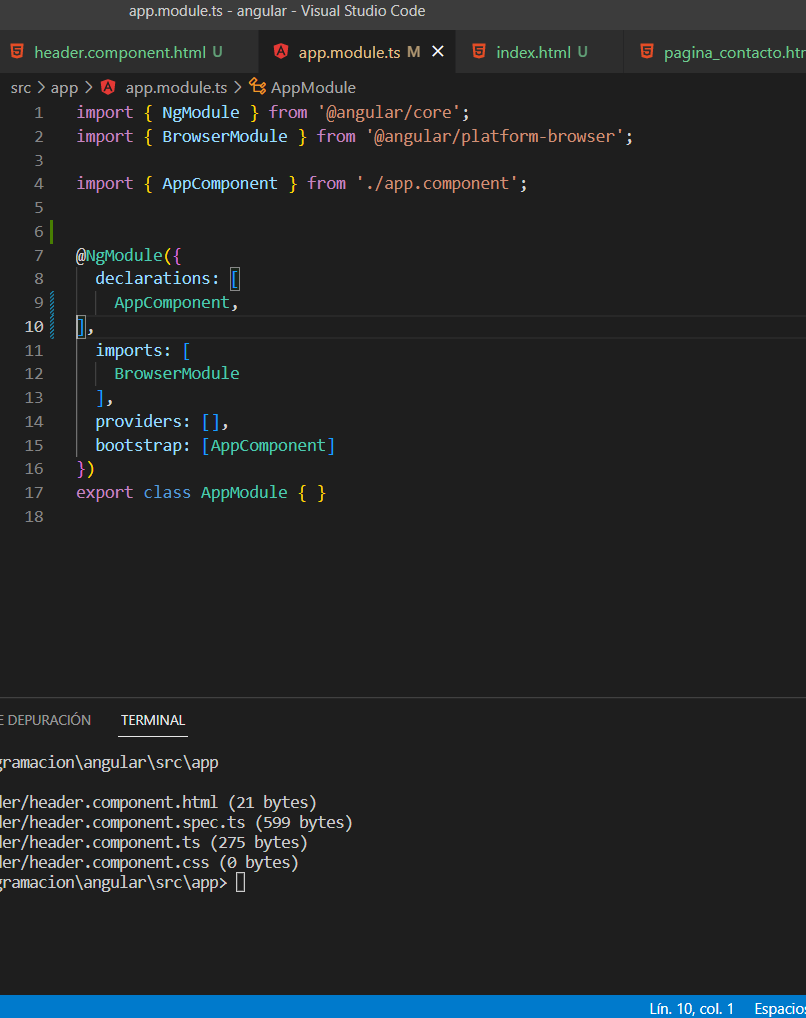 app.module.ts - angular - Visual Studio Code
header.component.html U app.module.ts M index.html U pagina_contacto.htm
src > app > app.module.ts > AppModule
1 import { NgModule } from '@angular/core';
2 import { BrowserModule } from '@angular/platform-browser';
3
4 import { AppComponent } from './app.component';
5
6
7 @NgModule({
8 declarations: [
9 AppComponent,
10 ],
11 imports: [
12 BrowserModule
13 ],
14 providers: [],
15 bootstrap: [AppComponent]
16 })
17 export class AppModule { }
18
E DEPURACIÓN TERMINAL
gramacion\angular\src\app
der/header.component.html (21 bytes)
der/header.component.spec.ts (599 bytes)
der/header.component.ts (275 bytes)
der/header.component.css (0 bytes)
gramacion\angular\src\app>
Lín. 10, col. 1 Espacios